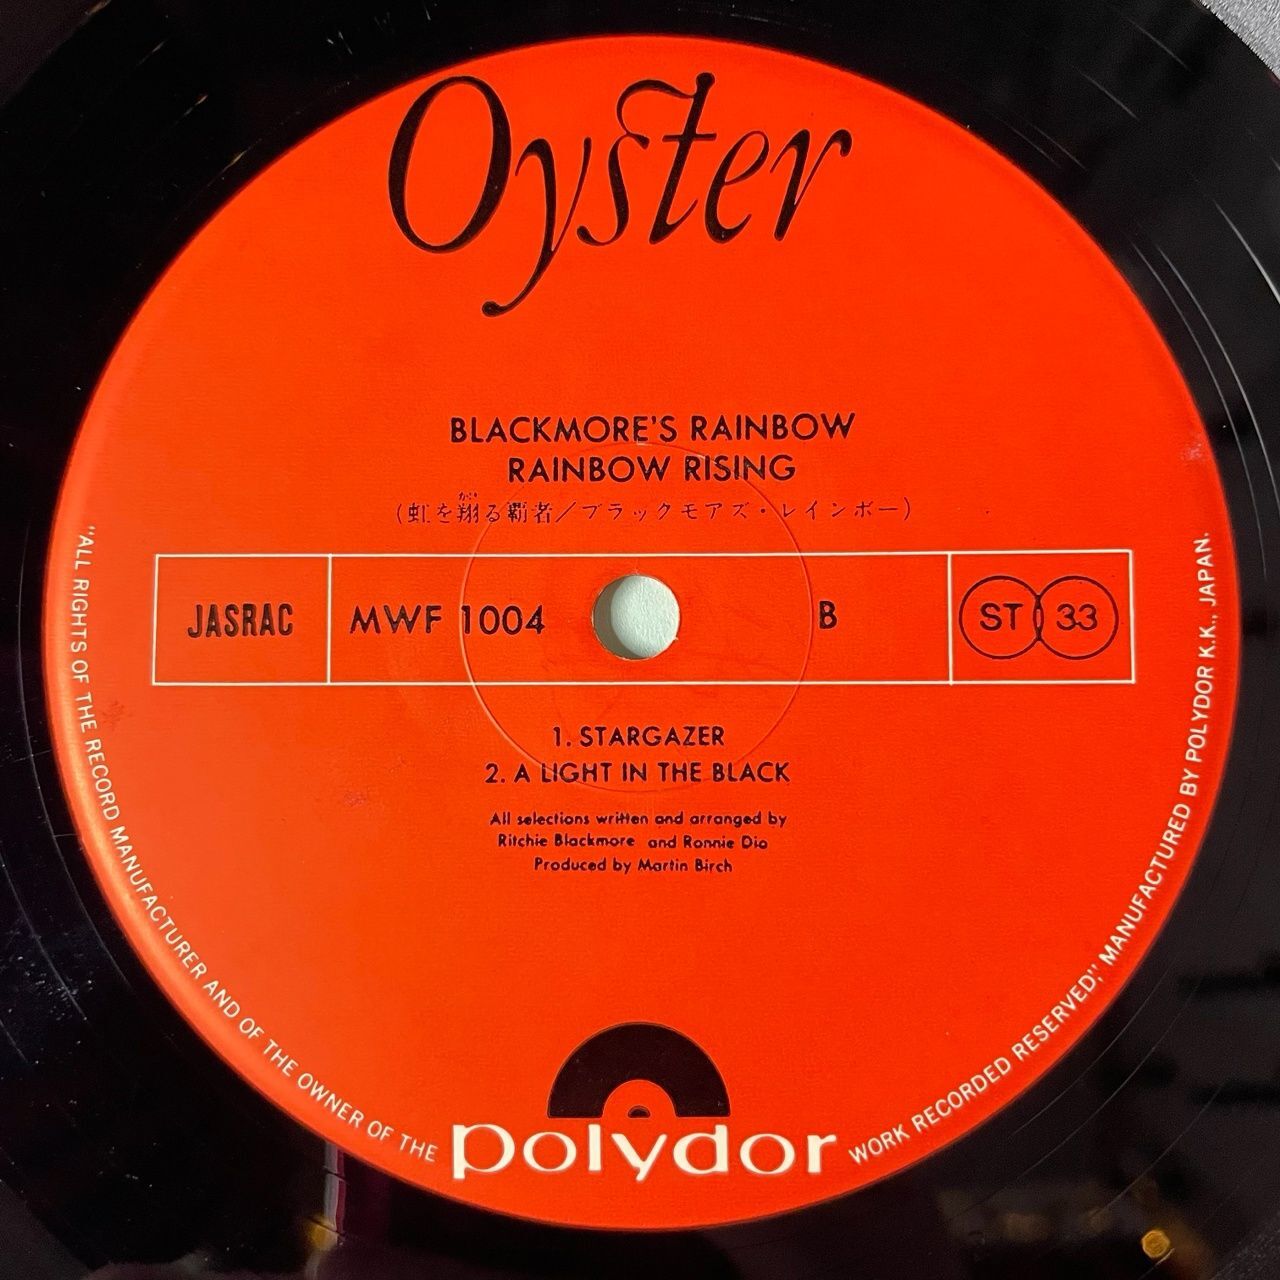 Oyster
BLACKMORE'S RAINBOW
RAINBOW RISING
がけ
(虹を翔る覇者/ブラックモアズ・レインボー)
JASRAC
MWF 1004
B
ST 33
1. STARGAZER
2. A LIGHT IN THE BLACK
All selections written and arranged by
Ritchie Blackmore and Ronnie Dio
Produced by Martin Birch
polydor
"ALL RIGHTS OF THE RECORD MANUFACTURER AND OF THE OWNER OF THE WORK RECORDED RESERVED," MANUFACTURED BY POLYDOR K.K., JAPAN.